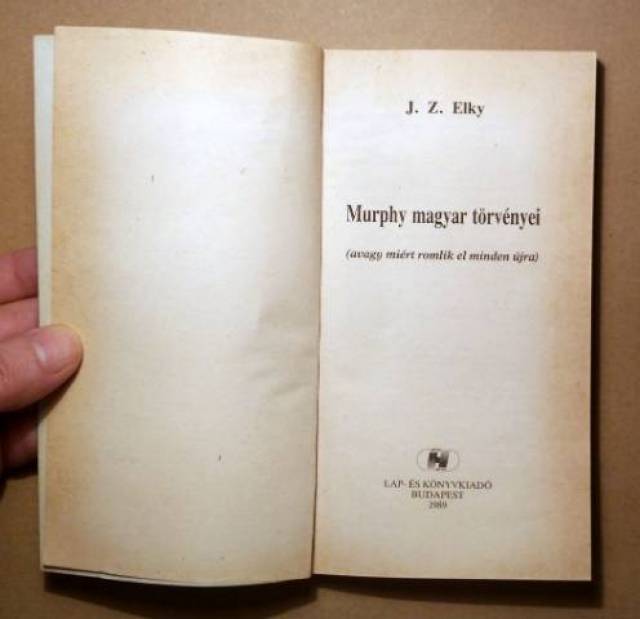 J. Z. Elky
Murphy magyar törvényei
(avagy miért romlik el minden újra)
LAP- ÉS KÖNYVKIADÓ
BUDAPEST
1989